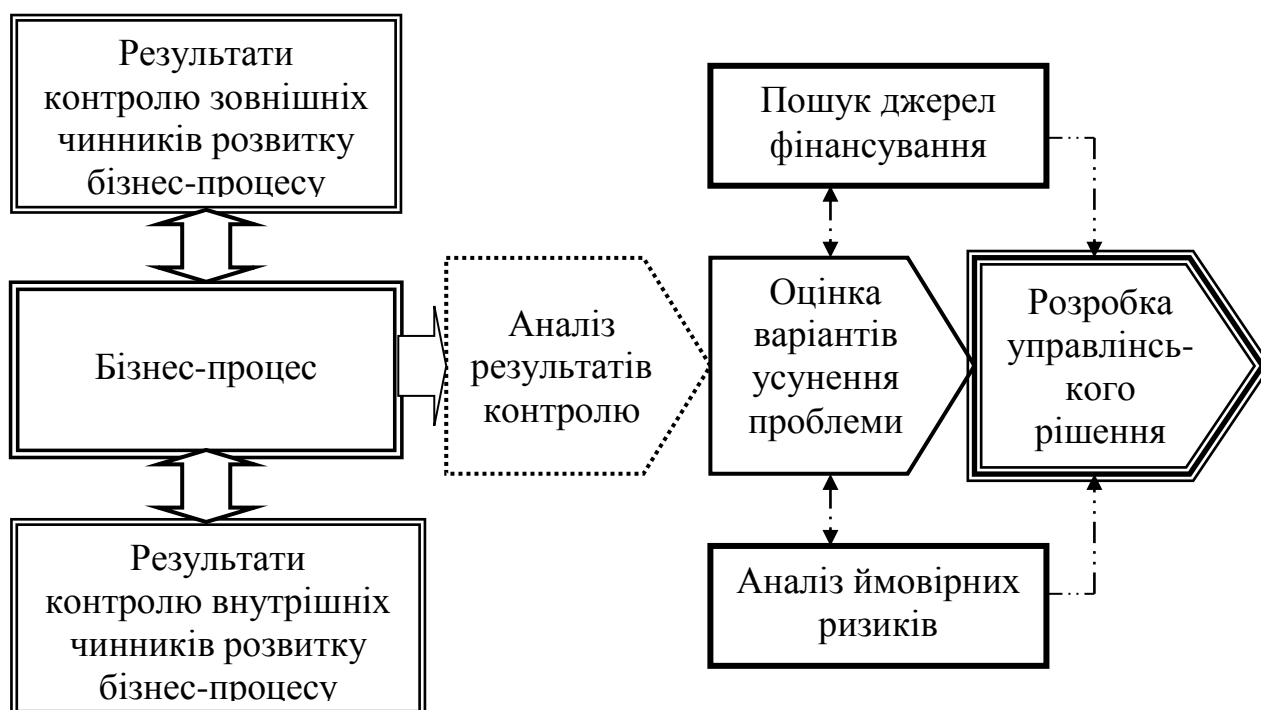 Результати
контролю зовнішніх
чинників розвитку
бізнес-процесу
Бізнес-процес
Результати
контролю внутрішніх
чинників розвитку
бізнес-процесу
Аналіз
результатів
контролю
Пошук джерел
фінансування
Оцінка
варіантів
усунення
проблеми
Аналіз ймовірних
ризиків
Розробка
управлінсь-
кого
рішення